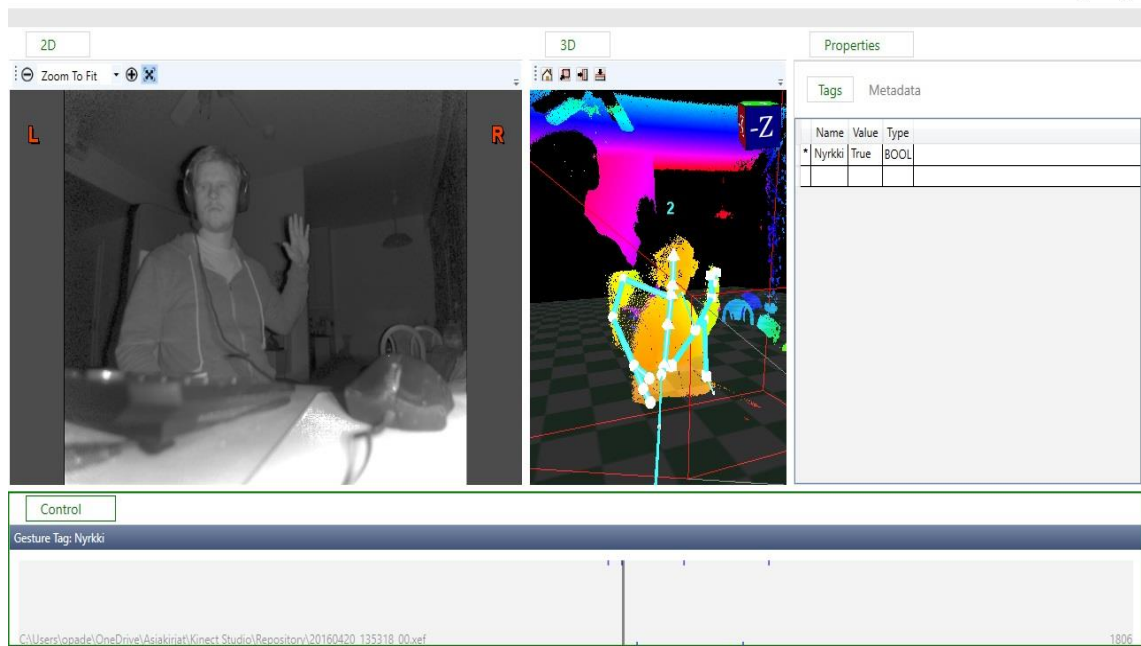 2D
3D
Properties
Zoom To Fit
Tags Metadata
L
R
-Z
2
Name Value Type
* Nyrkki True BOOL
Control
Gesture Tag: Nyrkki
C:\Users\opade\OneDrive\Asiakirjat\Kinect Studio\Repository\20160420_135318_00.xef
1806